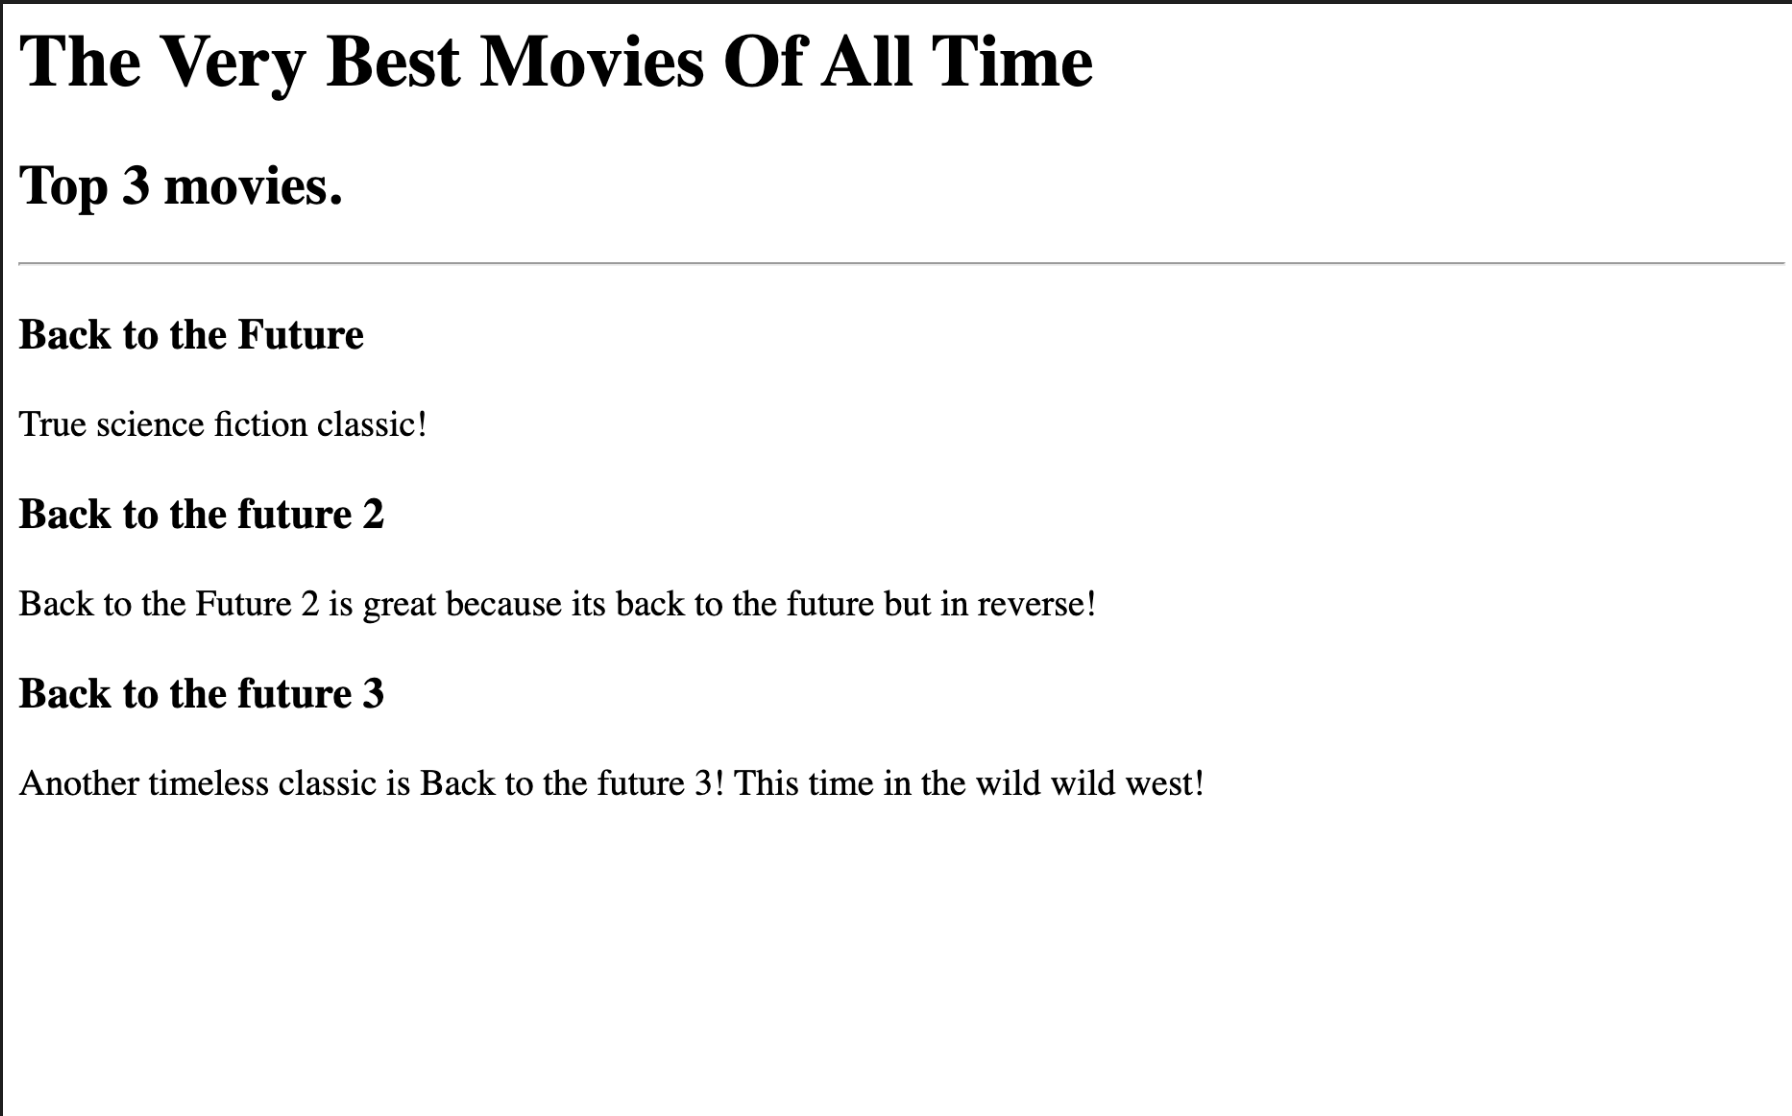 The Very Best Movies Of All Time
Top 3 movies.
Back to the Future
True science fiction classic!
Back to the future 2
Back to the Future 2 is great because its back to the future but in reverse!
Back to the future 3
Another timeless classic is Back to the future 3! This time in the wild wild west!